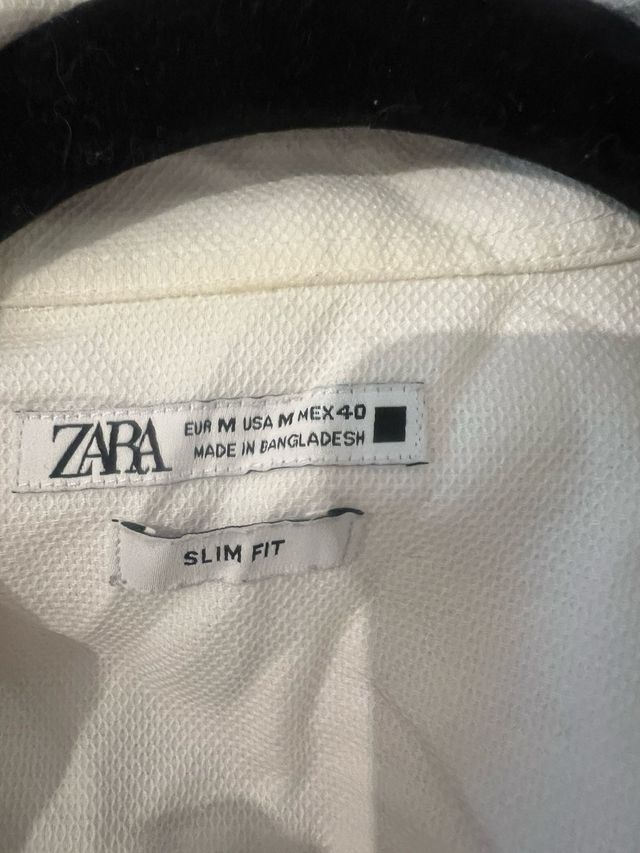 ZARA
EUR M USA M MEX 40
MADE IN BANGLADESH
SLIM FIT